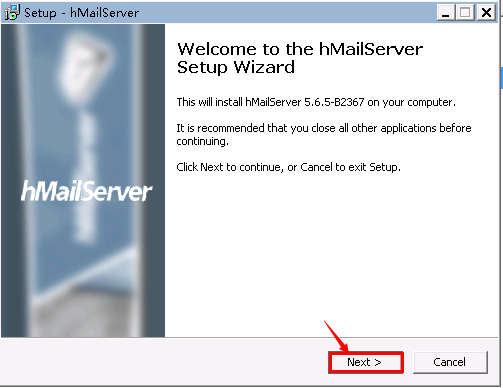 Setup - hMailServer
Welcome to the hMailServer
Setup Wizard
This will install hMailServer 5.6.5-B2367 on your computer.
It is recommended that you close all other applications before
continuing.
Click Next to continue, or Cancel to exit Setup.
hMailServer
Next >
Cancel